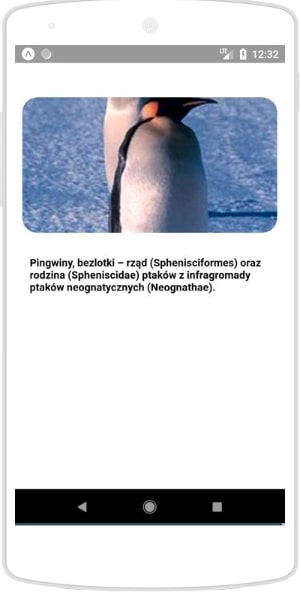 LTE 12:32
Pingwiny, bezlotki – rząd (Sphenisciformes) oraz
rodzina (Spheniscidae) ptaków z infragromady
ptaków neognatycznych (Neognathae).